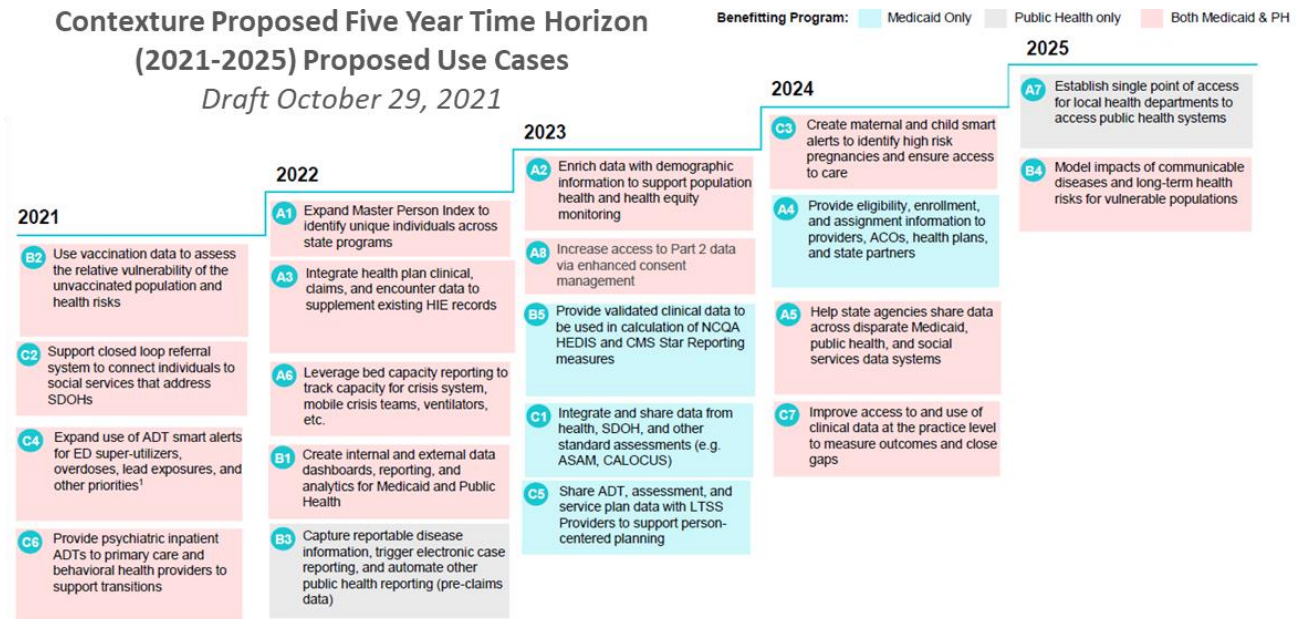 Contexture Proposed Five Year Time Horizon
(2021-2025) Proposed Use Cases
Draft October 29, 2021
Benefitting Program: Medicaid Only Public Health only Both Medicaid & PH
2021
B2 Use vaccination data to assess
the relative vulnerability of the
unvaccinated population and
health risks
C2 Support closed loop referral
system to connect individuals to
social services that address
SDOHs
C4 Expand use of ADT smart alerts
for ED super-utilizers,
overdoses, lead exposures, and
other priorities¹
C6 Provide psychiatric inpatient
ADTs to primary care and
behavioral health providers to
support transitions
2022
A1 Expand Master Person Index to
identify unique individuals across
state programs
A3 Integrate health plan clinical,
claims, and encounter data to
supplement existing HIE records
A6 Leverage bed capacity reporting to
track capacity for crisis system,
mobile crisis teams, ventilators,
etc.
B1 Create internal and external data
dashboards, reporting, and
analytics for Medicaid and Public
Health
B3 Capture reportable disease
information, trigger electronic case
reporting, and automate other
public health reporting (pre-claims
data)
2023
A2 Enrich data with demographic
information to support population
health and health equity
monitoring
A8 Increase access to Part 2 data
via enhanced consent
management
B5 Provide validated clinical data to
be used in calculation of NCQA
HEDIS and CMS Star Reporting
measures
C1 Integrate and share data from
health, SDOH, and other
standard assessments (e.g.
ASAM, CALOCUS)
C5 Share ADT, assessment, and
service plan data with LTSS
Providers to support person-
centered planning
2024
C3 Create maternal and child smart
alerts to identify high risk
pregnancies and ensure access
to care
A4 Provide eligibility, enrollment,
and assignment information to
providers, ACOs, health plans,
and state partners
A5 Help state agencies share data
across disparate Medicaid,
public health, and social
services data systems
C7 Improve access to and use of
clinical data at the practice level
to measure outcomes and close
gaps
2025
A7 Establish single point of access
for local health departments to
access public health systems
B4 Model impacts of communicable
diseases and long-term health
risks for vulnerable populations